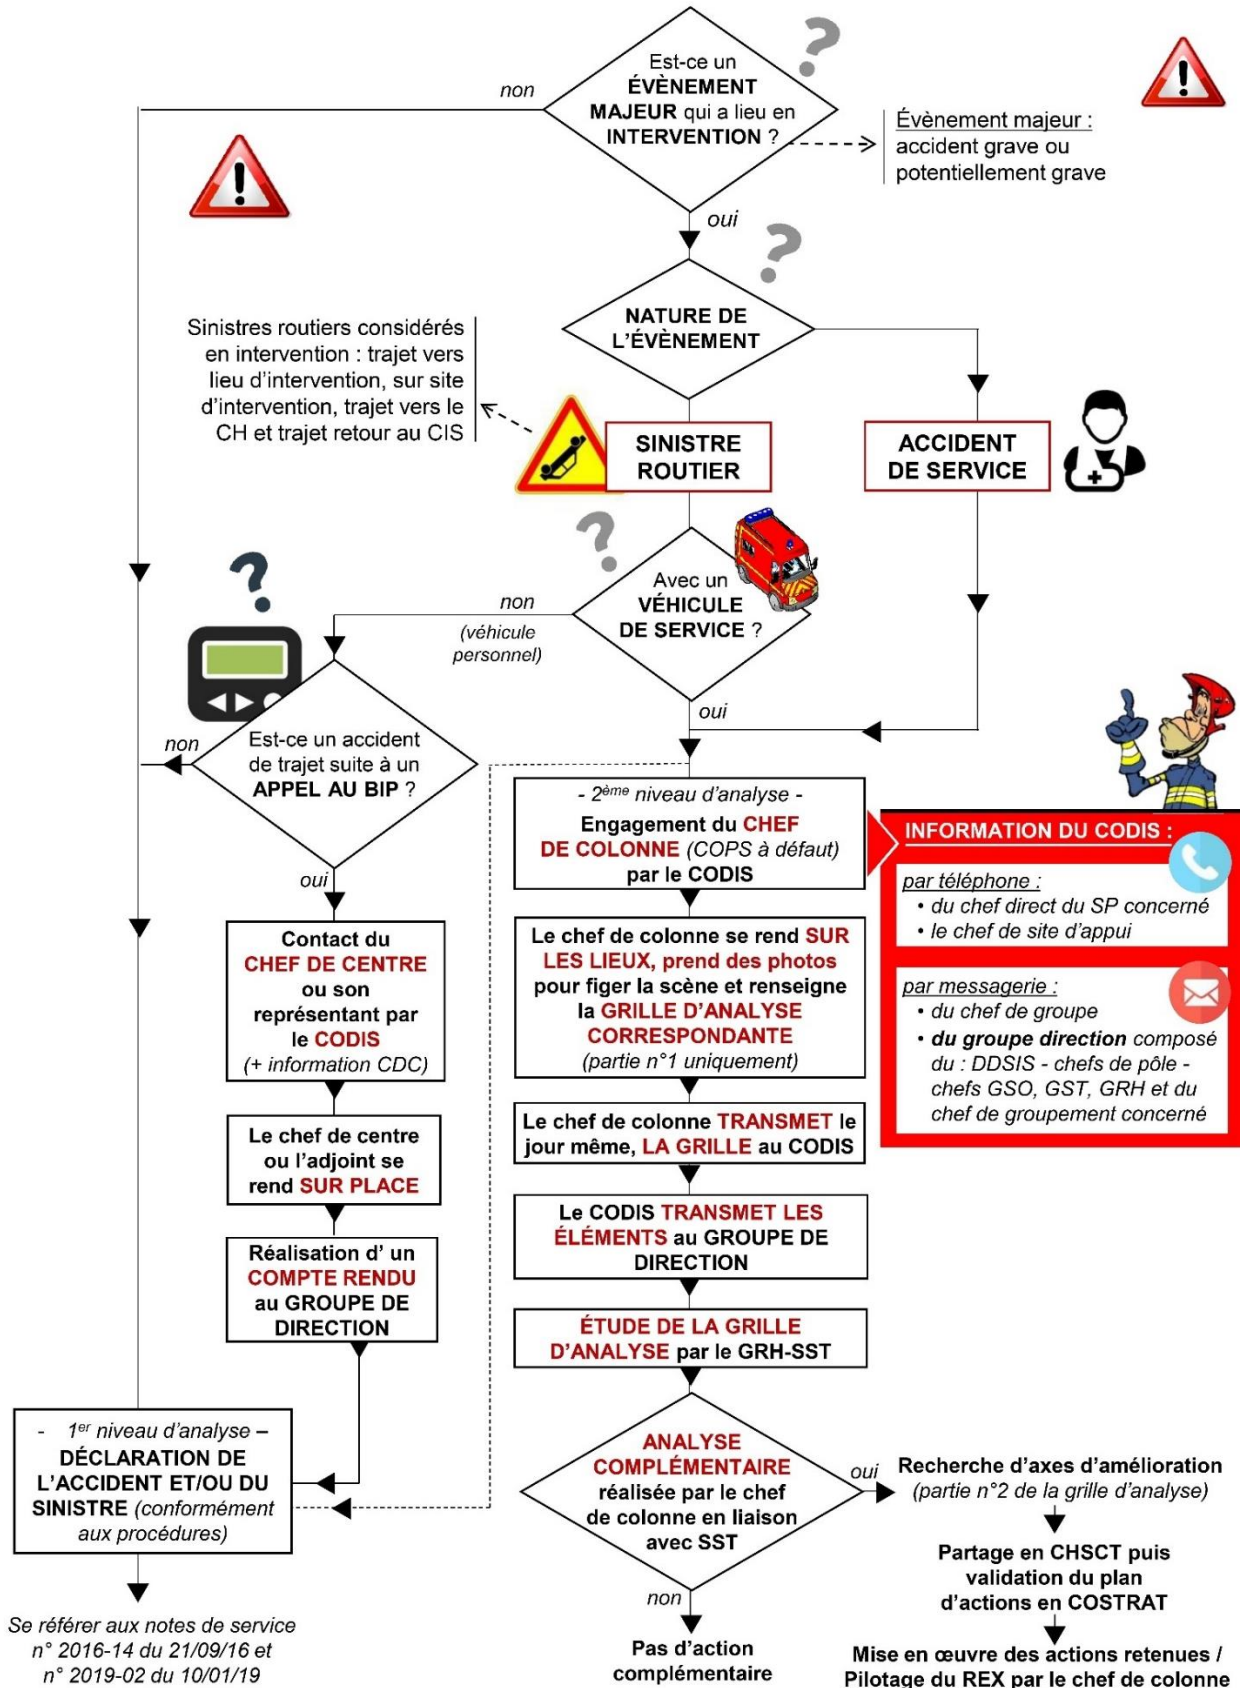 Est-ce un
ÉVÈNEMENT
MAJEUR qui a lieu en
INTERVENTION ?
non
Évènement majeur :
accident grave ou
potentiellement grave
oui
NATURE DE
L'ÉVÈNEMENT
Sinistres routiers considérés
en intervention : trajet vers
lieu d'intervention, sur site
d'intervention, trajet vers le
CH et trajet retour au CIS
SINISTRE
ROUTIER
ACCIDENT
DE SERVICE
Avec un
VÉHICULE
DE SERVICE ?
non
(véhicule
personnel)
oui
Est-ce un accident
de trajet suite à un
APPEL AU BIP ?
non
oui
Contact du
CHEF DE CENTRE
ou son
représentant par
le CODIS
(+ information CDC)
Le chef de centre
ou l'adjoint se
rend SUR PLACE
Réalisation d' un
COMPTE RENDU
au GROUPE DE
DIRECTION
- 2ème niveau d'analyse -
Engagement du CHEF
DE COLONNE (COPS à défaut)
par le CODIS
INFORMATION DU CODIS :
par téléphone :
• du chef direct du SP concerné
• le chef de site d'appui
par messagerie :
• du chef de groupe
• du groupe direction composé
du : DDSIS - chefs de pôle -
chefs GSO, GST, GRH et du
chef de groupement concerné
Le chef de colonne se rend SUR
LES LIEUX, prend des photos
pour figer la scène et renseigne
la GRILLE D'ANALYSE
CORRESPONDANTE
(partie n°1 uniquement)
Le chef de colonne TRANSMET le
jour même, LA GRILLE au CODIS
Le CODIS TRANSMET LES
ÉLÉMENTS au GROUPE DE
DIRECTION
ÉTUDE DE LA GRILLE
D'ANALYSE par le GRH-SST
- 1er niveau d'analyse –
DÉCLARATION DE
L'ACCIDENT ET/OU DU
SINISTRE (conformément
aux procédures)
Se référer aux notes de service
n° 2016-14 du 21/09/16 et
n° 2019-02 du 10/01/19
ANALYSE
COMPLÉMENTAIRE
réalisée par le chef
de colonne en liaison
avec SST
oui
Recherche d'axes d'amélioration
(partie n°2 de la grille d'analyse)
Partage en CHSCT puis
validation du plan
d'actions en COSTRAT
Mise en œuvre des actions retenues /
Pilotage du REX par le chef de colonne
non
Pas d'action
complémentaire